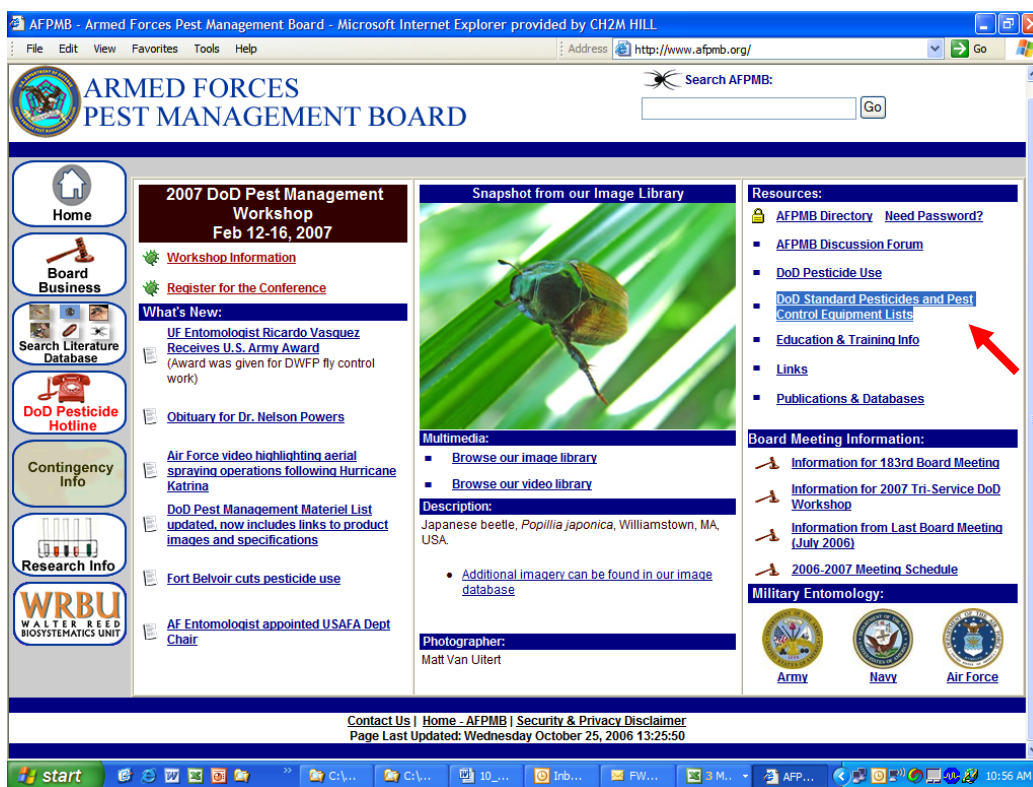 AFPMB - Armed Forces Pest Management Board - Microsoft Internet Explorer provided by CH2M HILL
File Edit View Favorites Tools Help
Address http://www.afpmb.org/
Go
ARMED FORCES
PEST MANAGEMENT BOARD
Search AFPMB:
Go
Home
Board
Business
Search Literature
Database
DoD Pesticide
Hotline
Contingency
Info
Research Info
WRBU
WALTER REED
BIOSYSTEMATICS UNIT
2007 DoD Pest Management
Workshop
Feb 12-16, 2007
Workshop Information
Register for the Conference
What's New:
UF Entomologist Ricardo Vasquez
Receives U.S. Army Award
(Award was given for DWFP fly control
work)
Obituary for Dr. Nelson Powers
Air Force video highlighting aerial
spraying operations following Hurricane
Katrina
DoD Pest Management Materiel List
updated, now includes links to product
images and specifications
Fort Belvoir cuts pesticide use
AF Entomologist appointed USAFA Dept
Chair
Snapshot from our Image Library
Multimedia:
Browse our image library
Browse our video library
Description:
Japanese beetle, Popillia japonica, Williamstown, MA,
USA.
Additional imagery can be found in our image
database
Photographer:
Matt Van Uitert
Resources:
AFPMB Directory Need Password?
AFPMB Discussion Forum
DoD Pesticide Use
DoD Standard Pesticides and Pest
Control Equipment Lists
Education & Training Info
Links
Publications & Databases
Board Meeting Information:
Information for 183rd Board Meeting
Information for 2007 Tri-Service DoD
Workshop
Information from Last Board Meeting
(July 2006)
2006-2007 Meeting Schedule
Military Entomology:
Army Navy Air Force
Contact Us | Home - AFPMB | Security & Privacy Disclaimer
Page Last Updated: Wednesday October 25, 2006 13:25:50
start C:\... C:\... 10_... Inb... FW... 3 M... AFP... 10:56 AM